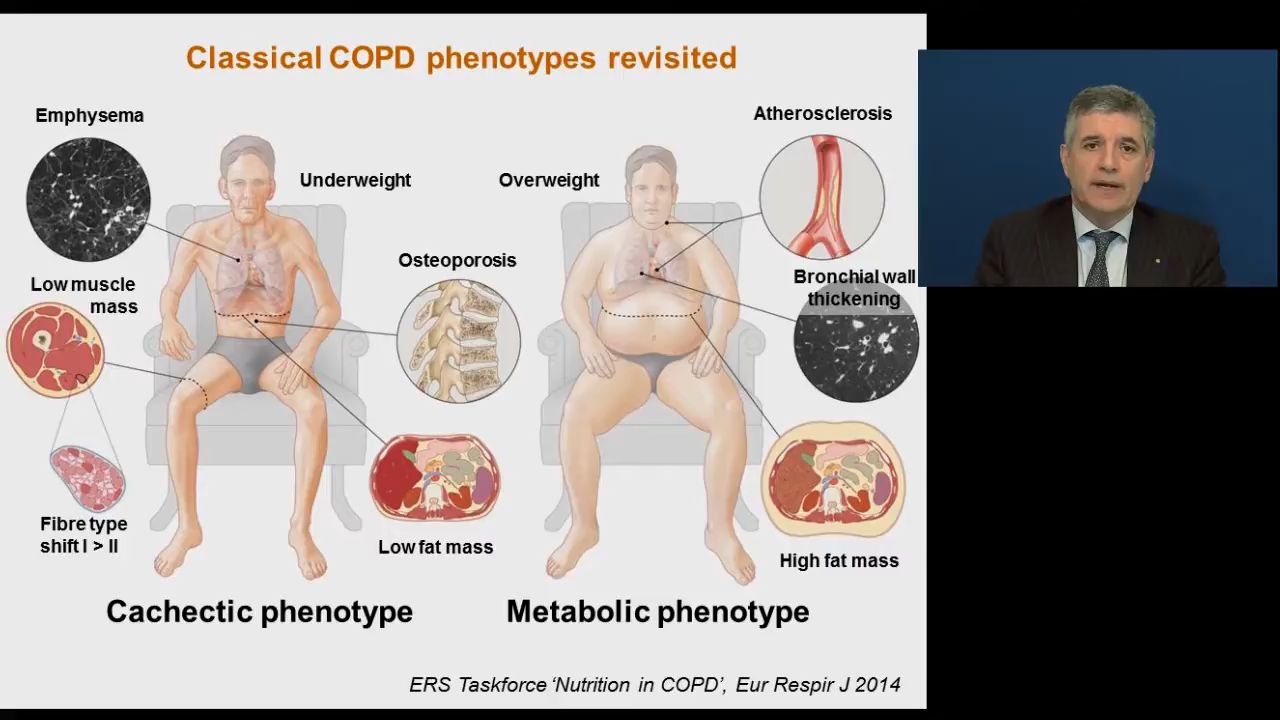 Classical COPD phenotypes revisited
Emphysema
Underweight
Low muscle
mass
Osteoporosis
Fibre type
shift I > II
Low fat mass
Cachectic phenotype
Overweight
Atherosclerosis
Bronchial wall
thickening
High fat mass
Metabolic phenotype
ERS Taskforce ‘Nutrition in COPD’, Eur Respir J 2014